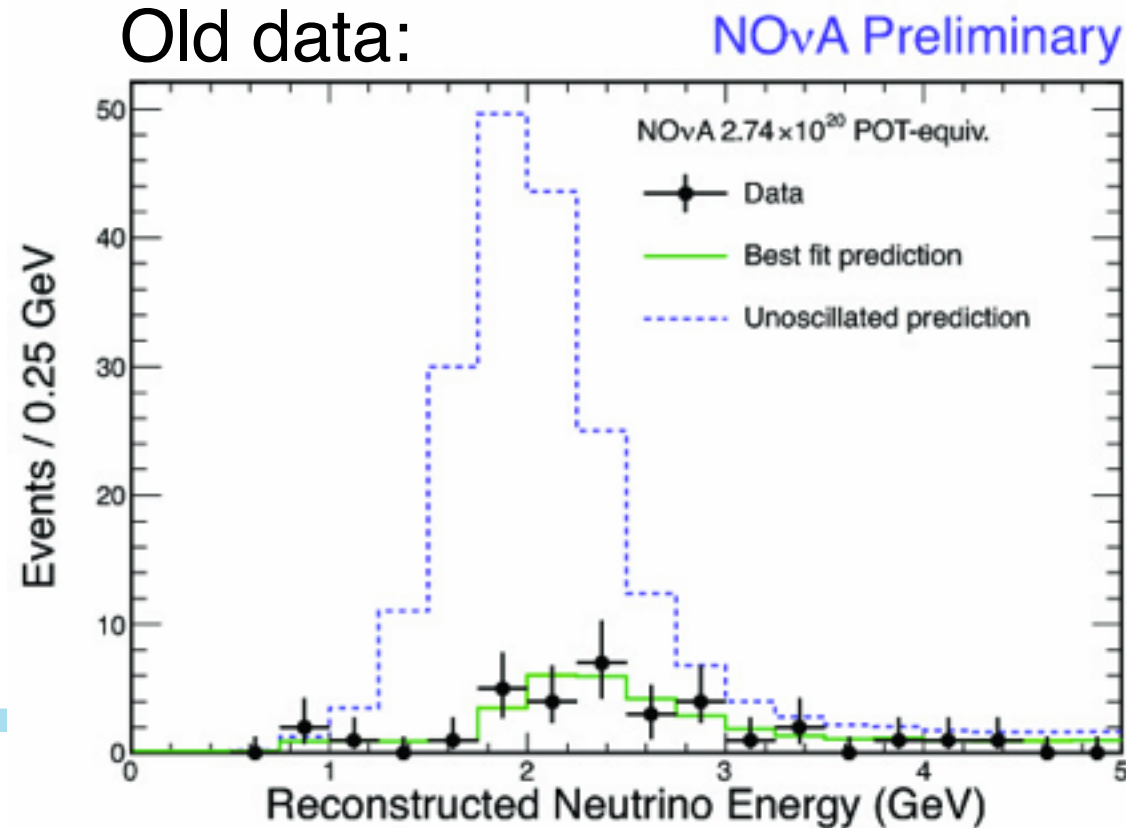 Old data:
NOνA Preliminary
NOνA 2.74×10²⁰ POT-equiv.
Data
Best fit prediction
Unoscillated prediction
Events / 0.25 GeV
50
40
30
20
10
0
0 1 2 3 4 5
Reconstructed Neutrino Energy (GeV)